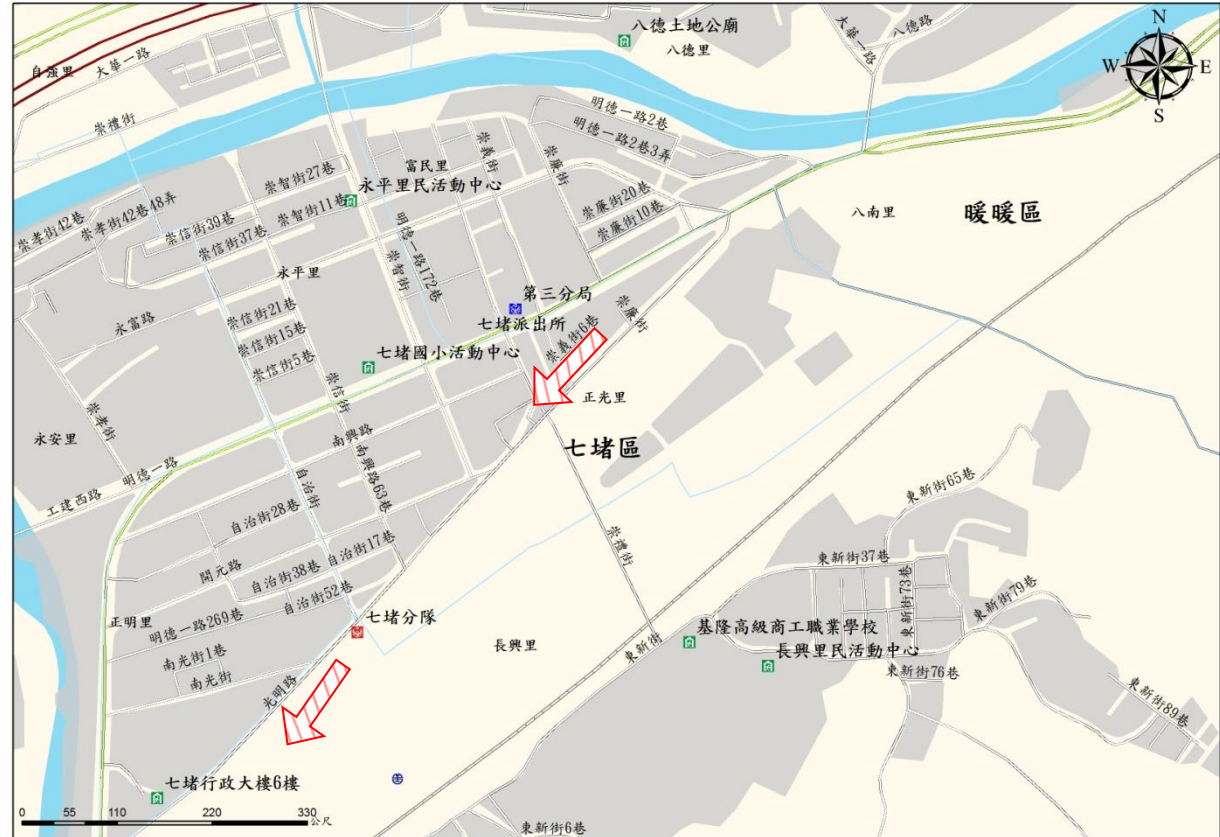 八德土地公廟
八德里
大華一路
八德路
N
W
E
S
自強里
大華一路
崇禮街
明德一路2巷
明德一路2巷3弄
崇義街
崇廉街
富民里
崇智街27巷
永平里民活動中心
崇孝街42巷
崇孝街42巷48弄
崇信街39巷
崇智街11巷
崇信街37巷
崇廉街20巷
崇廉街10巷
八南里
暖暖區
明德一路172巷
崇智街
永平里
永富路
第三分局
七堵派出所
崇義街6巷
崇廉街
崇信街21巷
崇信街15巷
崇信街5巷
七堵國小活動中心
崇孝街
崇信街
正光里
七堵區
永安里
工建西路
明德一路
南興路
南興路63巷
自治街
自治街28巷
自治街17巷
開元路
自治街38巷
自治街52巷
明德一路269巷
正明里
南光街1巷
南光街
七堵分隊
光明路
長興里
崇禮街
東新街
東新街65巷
東新街37巷
東新街73巷
東新街79巷
基隆高級商工職業學校
長興里民活動中心
東新街76巷
東新街89巷
七堵行政大樓6樓
0 55 110 220 330
公尺
東新街6巷